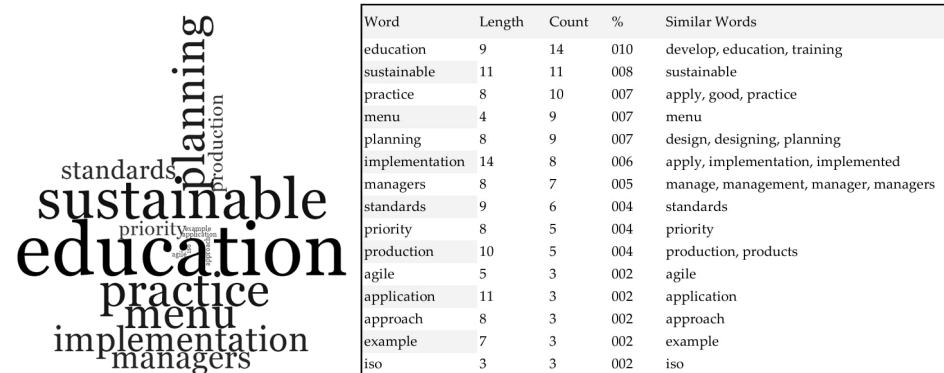 planning
production
standards
sustainable
priority
example
application
education
agile
iso
approach
practice
menu
implementation
managers
Word Length Count % Similar Words
education 9 14 010 develop, education, training
sustainable 11 11 008 sustainable
practice 8 10 007 apply, good, practice
menu 4 9 007 menu
planning 8 9 007 design, designing, planning
implementation 14 8 006 apply, implementation, implemented
managers 8 7 005 manage, management, manager, managers
standards 9 6 004 standards
priority 8 5 004 priority
production 10 5 004 production, products
agile 5 3 002 agile
application 11 3 002 application
approach 8 3 002 approach
example 7 3 002 example
iso 3 3 002 iso